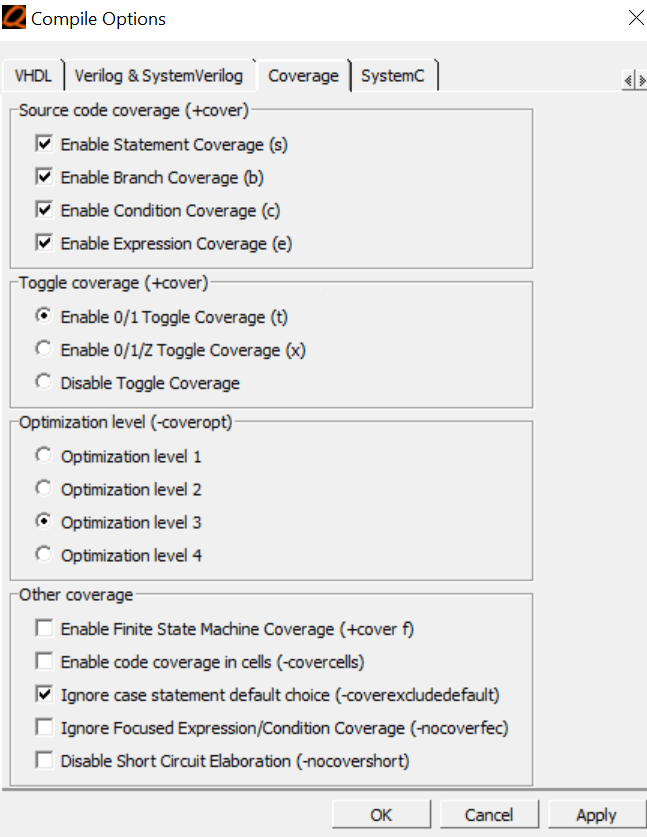 Compile Options
VHDL
Verilog & SystemVerilog
Coverage
SystemC
Source code coverage (+cover)
Enable Statement Coverage (s)
Enable Branch Coverage (b)
Enable Condition Coverage (c)
Enable Expression Coverage (e)
Toggle coverage (+cover)
Enable 0/1 Toggle Coverage (t)
Enable 0/1/Z Toggle Coverage (x)
Disable Toggle Coverage
Optimization level (-coveropt)
Optimization level 1
Optimization level 2
Optimization level 3
Optimization level 4
Other coverage
Enable Finite State Machine Coverage (+cover f)
Enable code coverage in cells (-covercells)
Ignore case statement default choice (-coverexcludedefault)
Ignore Focused Expression/Condition Coverage (-nocoverfec)
Disable Short Circuit Elaboration (-nocovershort)
OK
Cancel
Apply